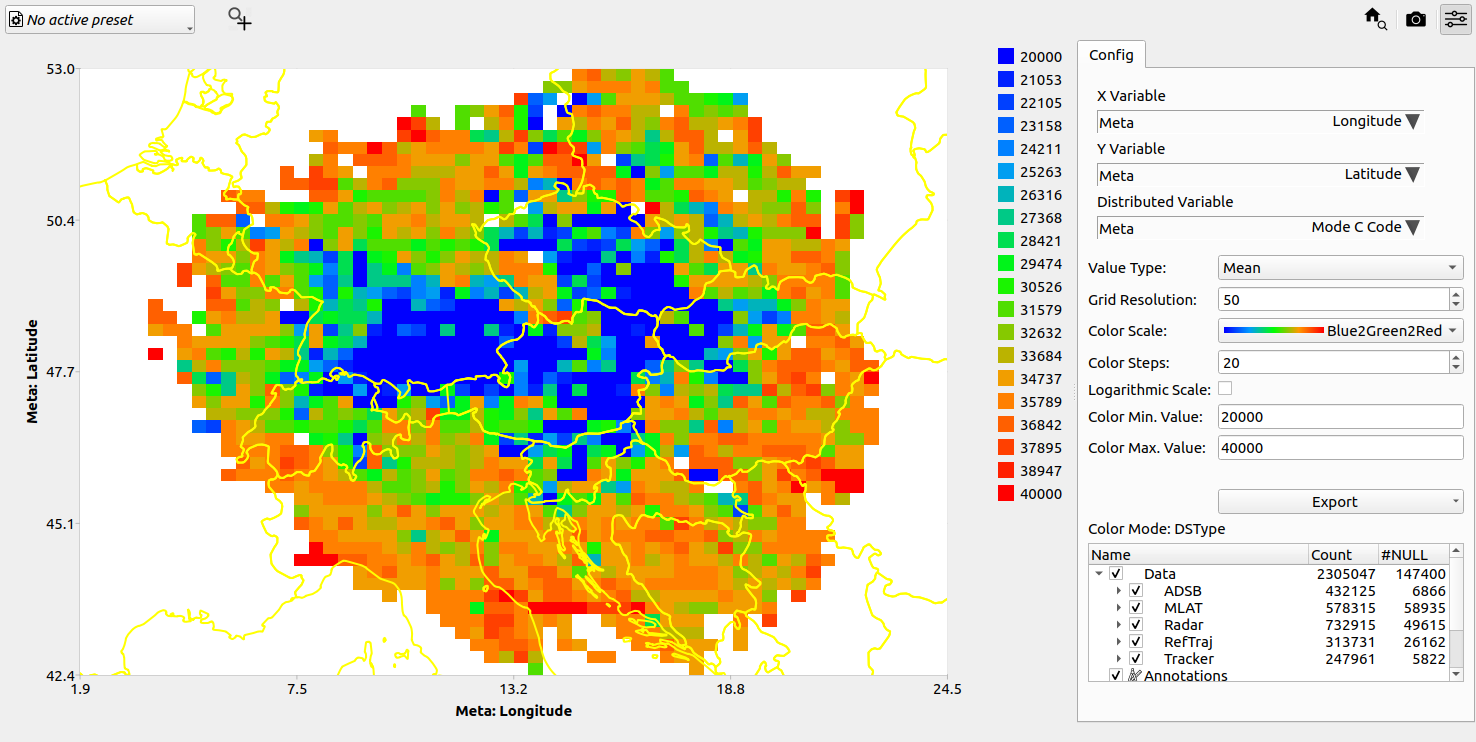 No active preset
53.0
50.4
47.7
45.1
42.4
1.9
7.5
13.2
18.8
24.5
Meta: Latitude
Meta: Longitude
20000
21053
22105
23158
24211
25263
26316
27368
28421
29474
30526
31579
32632
33684
34737
35789
36842
37895
38947
40000
Config
X Variable
Meta Longitude
Y Variable
Meta Latitude
Distributed Variable
Meta Mode C Code
Value Type: Mean
Grid Resolution: 50
Color Scale: Blue2Green2Red
Color Steps: 20
Logarithmic Scale:
Color Min. Value: 20000
Color Max. Value: 40000
Export
Color Mode: DSType
Name Count #NULL
Data 2305047 147400
ADSB 432125 6866
MLAT 578315 58935
Radar 732915 49615
RefTraj 313731 26162
Tracker 247961 5822
Annotations